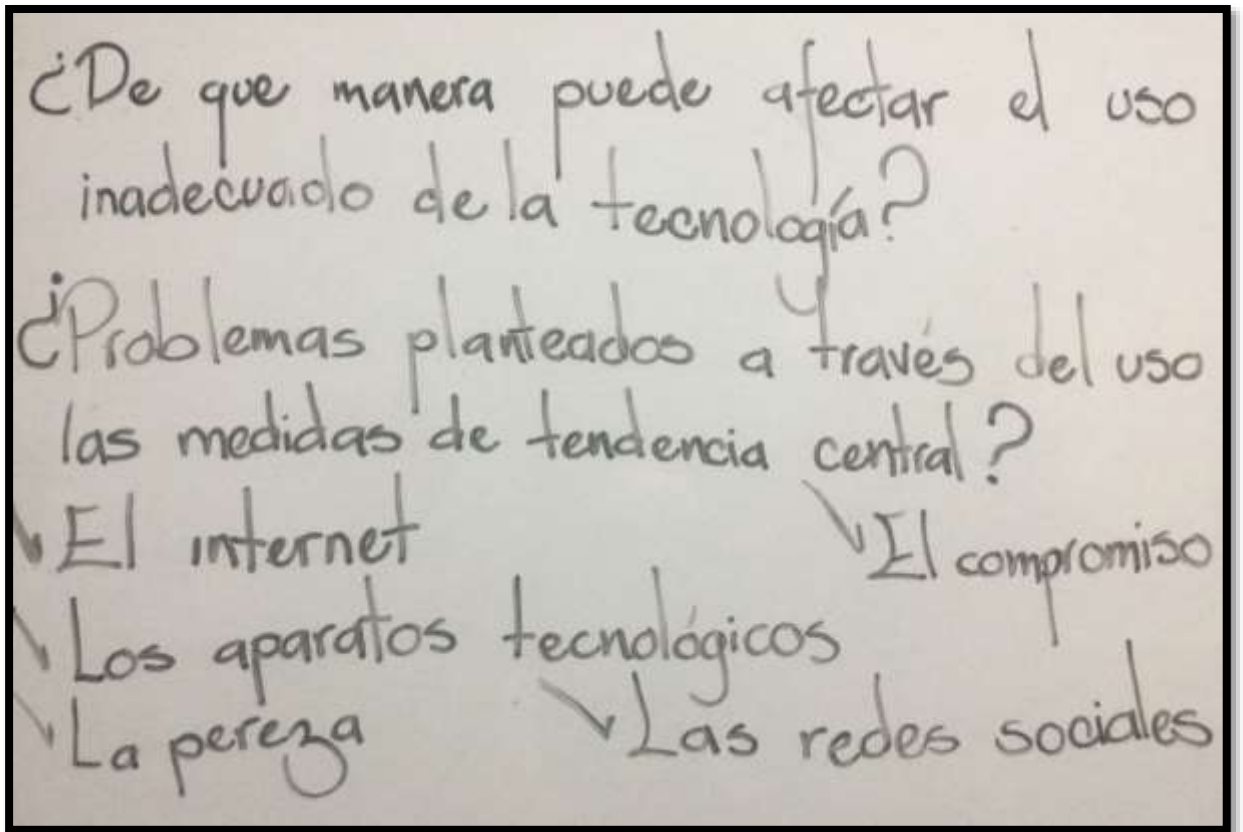 ¿De que manera puede afectar el uso
inadecuado de la tecnología?
¿Problemas planteados a través del uso
las medidas de tendencia central?
El internet
El compromiso
Los aparatos tecnológicos
La pereza
Las redes sociales